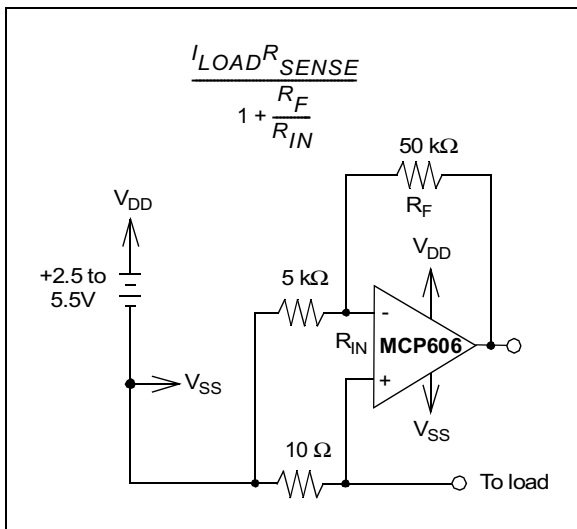 I_LOAD R_SENSE
1 + R_F
R_IN
50 kΩ
R_F
V_DD
V_DD
+2.5 to
5.5V
5 kΩ
-
R_IN
MCP606
+
V_SS
V_SS
10 Ω
To load